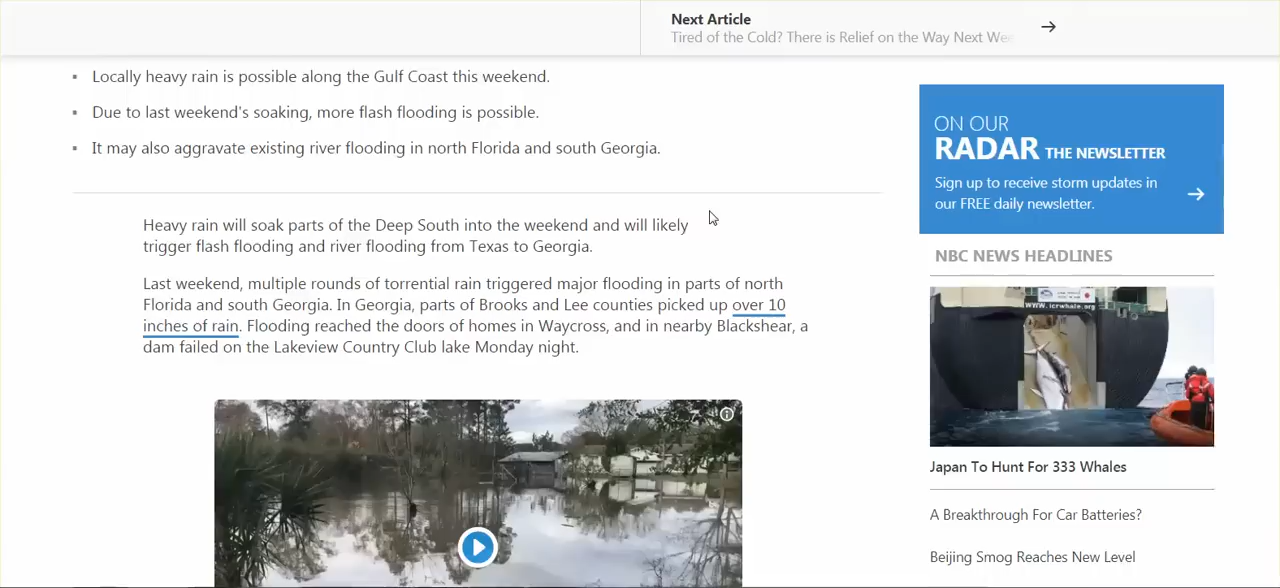 Next Article
Tired of the Cold? There is Relief on the Way Next
Locally heavy rain is possible along the Gulf Coast this weekend.
Due to last weekend's soaking, more flash flooding is possible.
It may also aggravate existing river flooding in north Florida and south Georgia.
Heavy rain will soak parts of the Deep South into the weekend and will likely
trigger flash flooding and river flooding from Texas to Georgia.
Last weekend, multiple rounds of torrential rain triggered major flooding in parts of north
Florida and south Georgia. In Georgia, parts of Brooks and Lee counties picked up over 10
inches of rain. Flooding reached the doors of homes in Waycross, and in nearby Blackshear, a
dam failed on the Lakeview Country Club lake Monday night.
ON OUR
RADAR THE NEWSLETTER
Sign up to receive storm updates in
our FREE daily newsletter.
NBC NEWS HEADLINES
www.icrwhale.org
Japan To Hunt For 333 Whales
A Breakthrough For Car Batteries?
Beijing Smog Reaches New Level